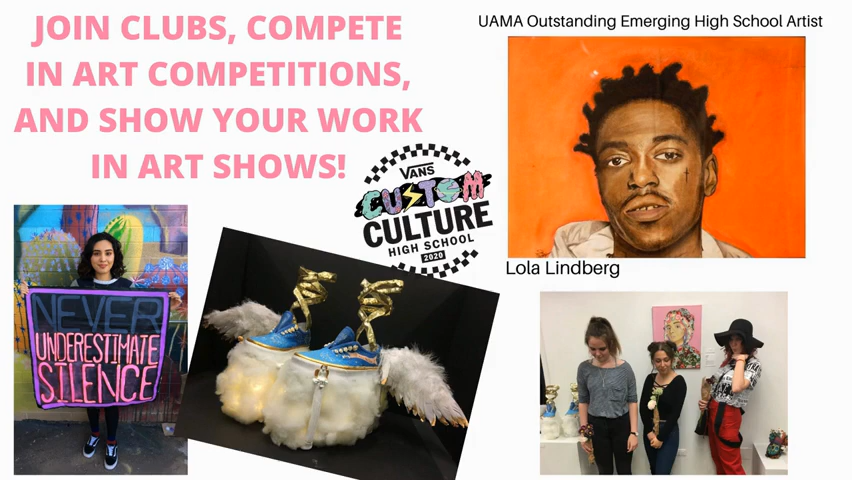 JOIN CLUBS, COMPETE
IN ART COMPETITIONS,
AND SHOW YOUR WORK
IN ART SHOWS!
UAMA Outstanding Emerging High School Artist
Lola Lindberg
VANS
CUSTOM
CULTURE
HIGH SCHOOL
2020
NEVER
UNDERESTIMATE
SILENCE